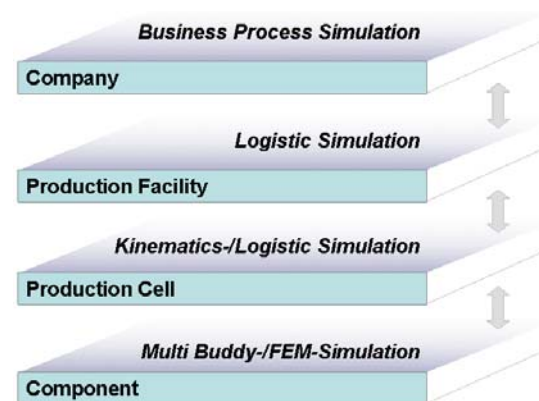 Business Process Simulation
Company
Logistic Simulation
Production Facility
Kinematics-/Logistic Simulation
Production Cell
Multi Buddy-/FEM-Simulation
Component